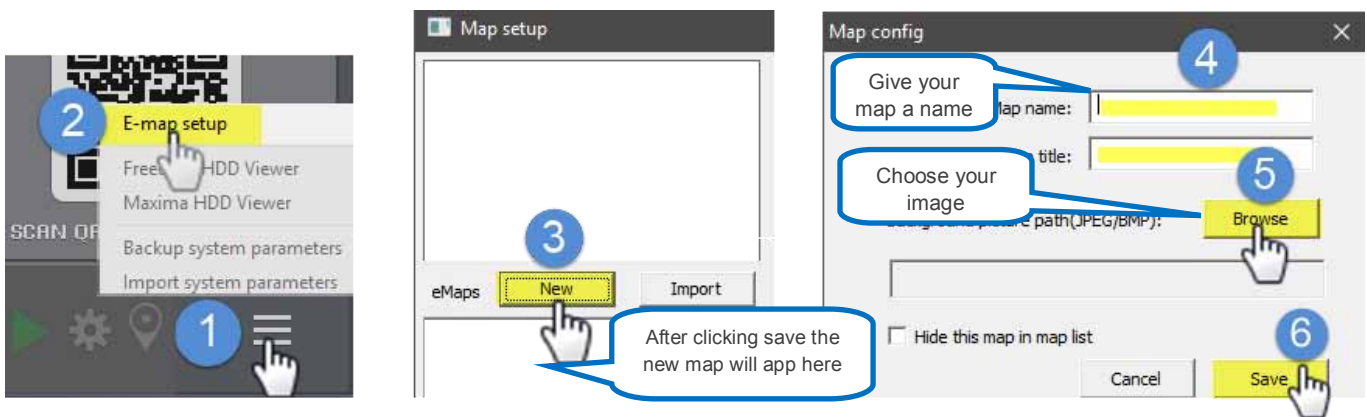 2
E-map setup
HDD Viewer
Maxima HDD Viewer
SCAN
Backup system parameters
Import system parameters
1
Map setup
3
eMaps
New
Import
After clicking save the
new map will app here
Map config
4
Give your
map a name
Map name:
title:
5
Choose your
image
picture path(JPEG/BMP):
Browse
Hide this map in map list
6
Cancel
Save